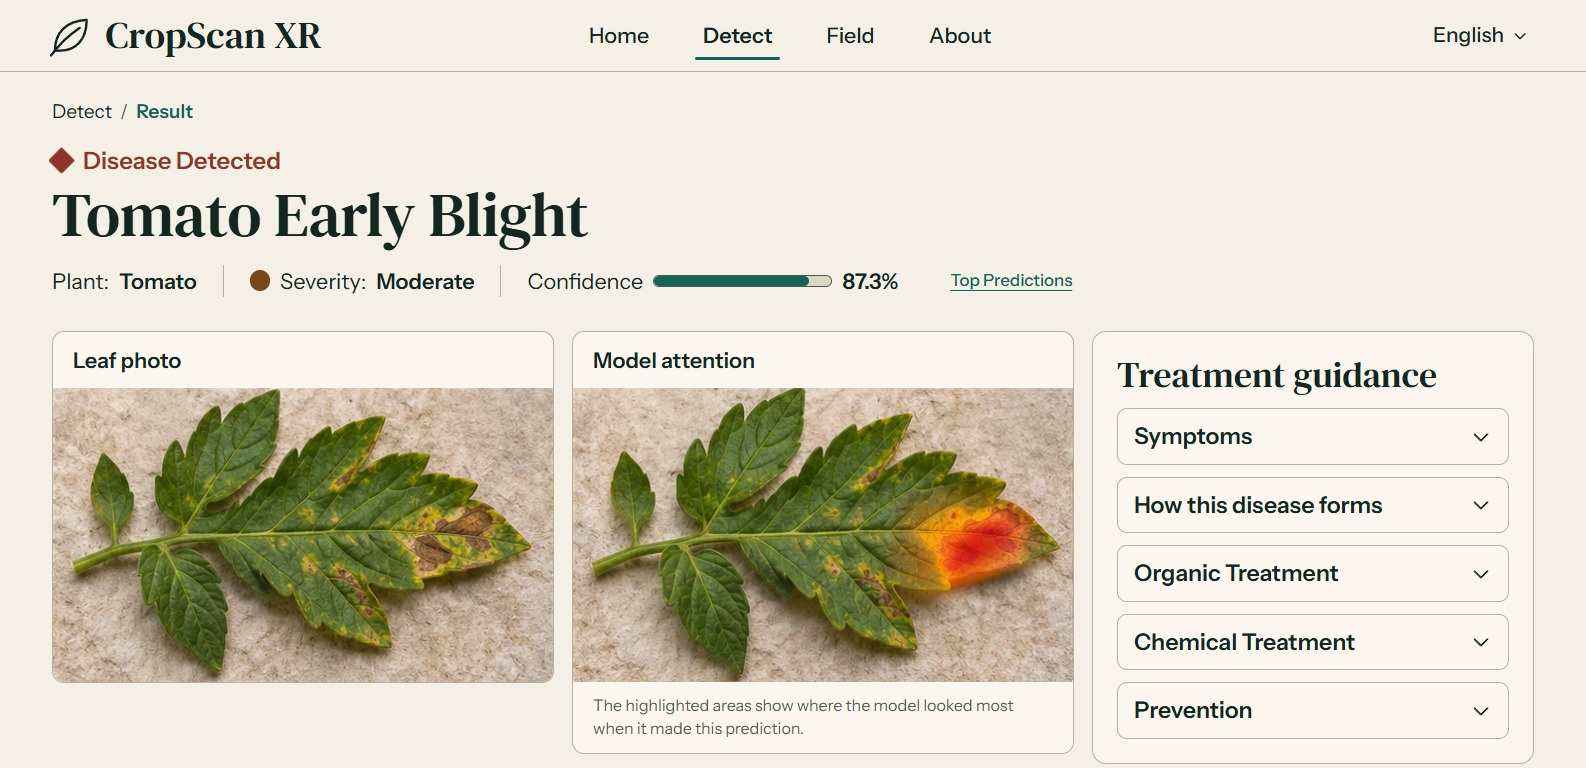 CropScan XR
Home
Detect
Field
About
English
Detect / Result
Disease Detected
Tomato Early Blight
Plant: Tomato
Severity: Moderate
Confidence
87.3%
Top Predictions
Leaf photo
Model attention
The highlighted areas show where the model looked most
when it made this prediction.
Treatment guidance
Symptoms
How this disease forms
Organic Treatment
Chemical Treatment
Prevention